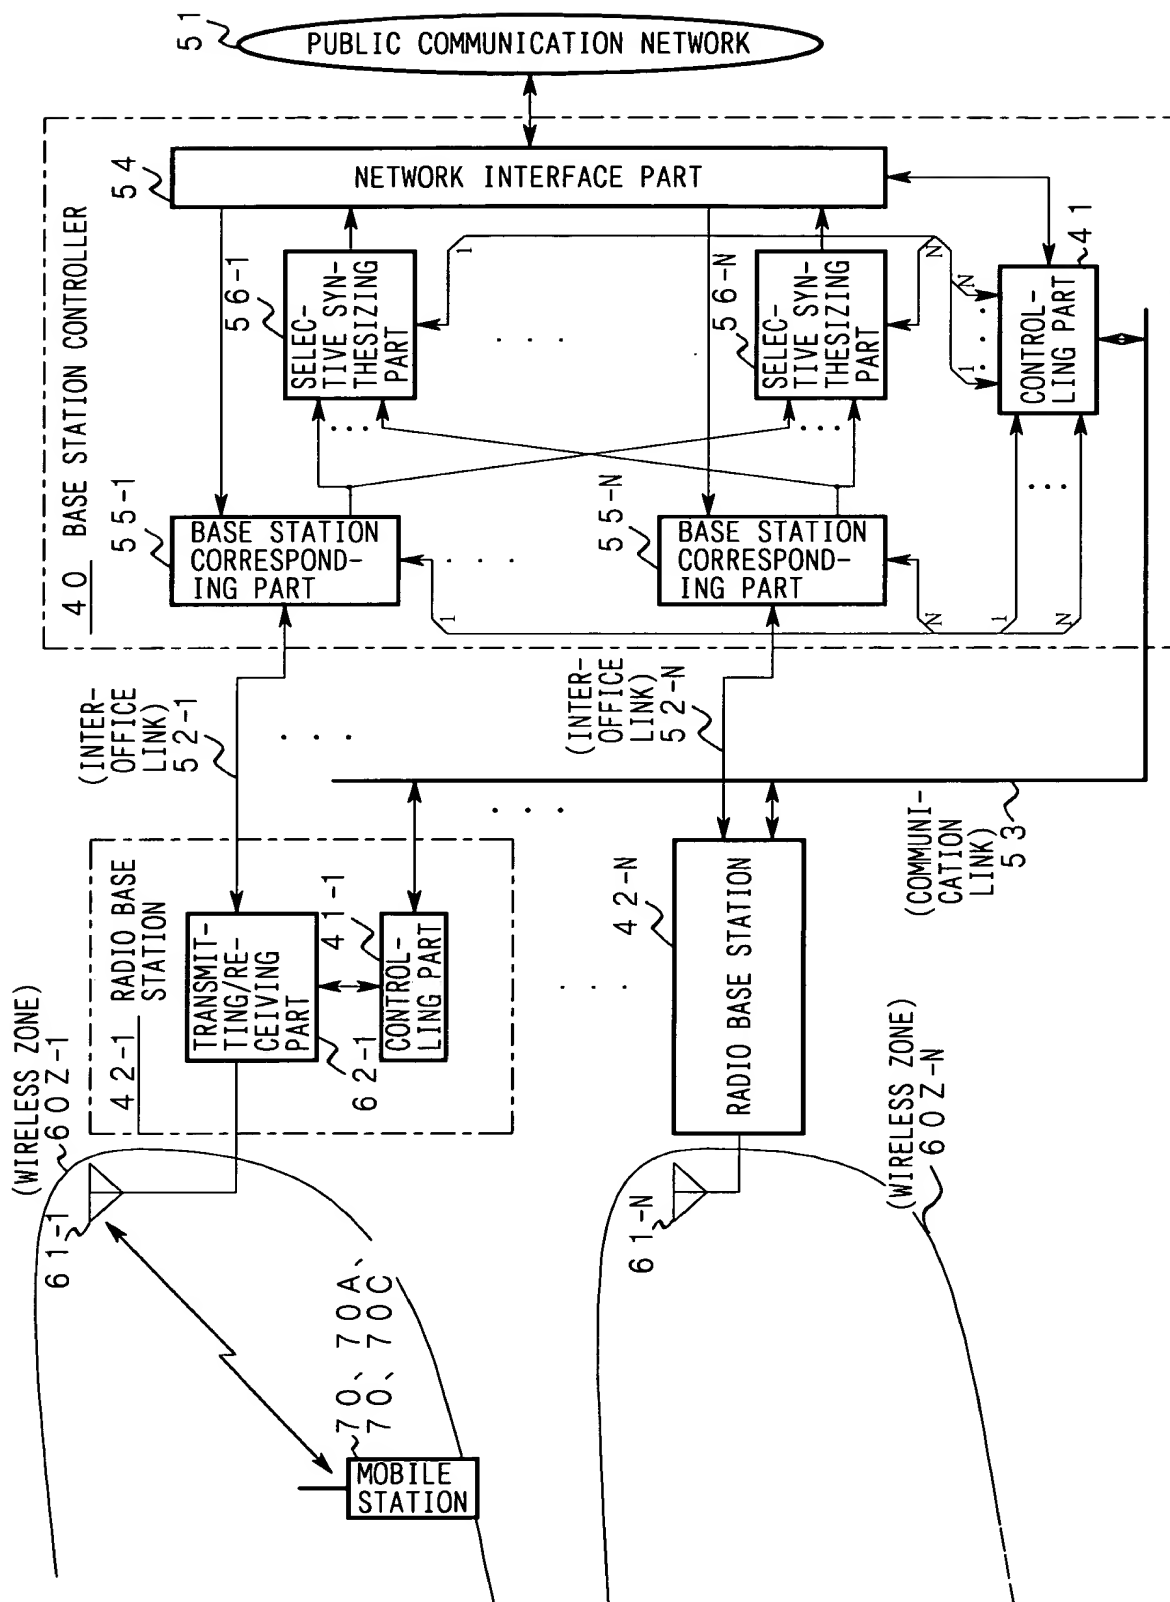 51
PUBLIC COMMUNICATION NETWORK
40 BASE STATION CONTROLLER
54
NETWORK INTERFACE PART
56-1
SELEC-
TIVE SYN-
THESIZING
PART
1
. . .
56-N
SELEC-
TIVE SYN-
THESIZING
PART
N
N
. . .
1
CONTROL-
LING PART
41
. . .
. . .
55-1
BASE STATION
CORRESPOND-
ING PART
1
. . .
55-N
BASE STATION
CORRESPOND-
ING PART
N
1
. . .
N
(INTER-
OFFICE
LINK)
52-1
. . .
(INTER-
OFFICE
LINK)
52-N
(COMMUNI-
CATION
LINK)
53
. . .
42-1 RADIO BASE
STATION
TRANSMIT-
TING/RE-
CEIVING
PART
62-1
41-1
CONTROL-
LING PART
. . .
42-N
RADIO BASE STATION
(WIRELESS ZONE)
60Z-1
61-1
70、70A、
70、70C
MOBILE
STATION
61-N
(WIRELESS ZONE)
60Z-N